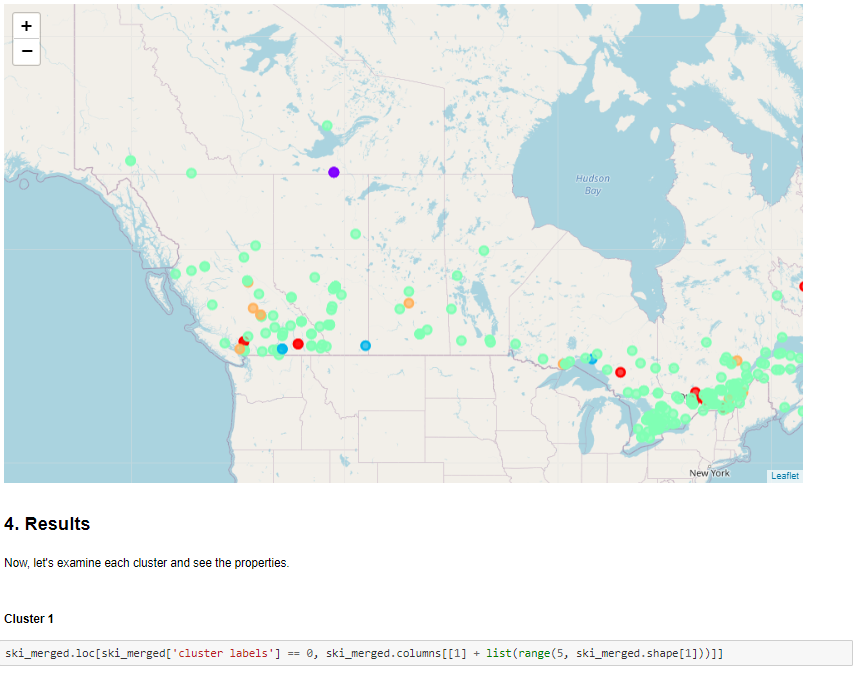 +
−
Hudson
Bay
New York
Leaflet
4. Results
Now, let's examine each cluster and see the properties.
Cluster 1
ski_merged.loc[ski_merged['cluster labels'] == 0, ski_merged.columns[[1] + list(range(5, ski_merged.shape[1]))]]